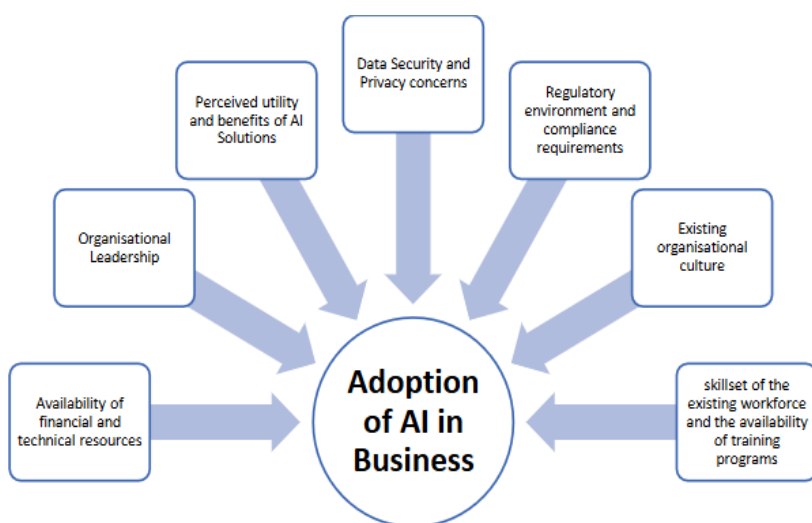 Data Security and
Privacy concerns
Perceived utility
and benefits of AI
Solutions
Regulatory
environment and
compliance
requirements
Organisational
Leadership
Existing
organisational
culture
Availability of
financial and
technical resources
Adoption
of AI in
Business
skillset of the
existing workforce
and the availability
of training
programs